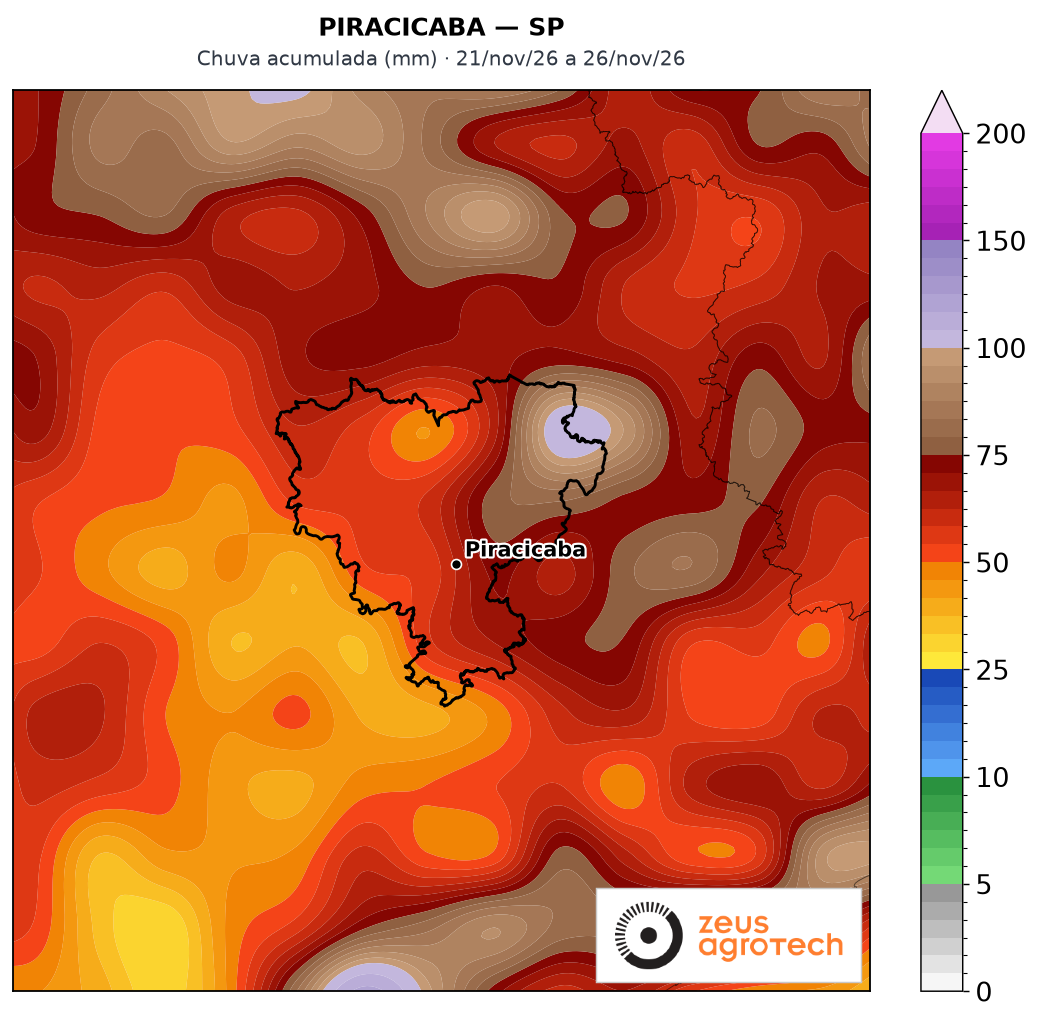 PIRACICABA — SP
Chuva acumulada (mm) · 21/nov/26 a 26/nov/26
200
150
100
75
50
25
10
5
0
Piracicaba
zeus
agrotech